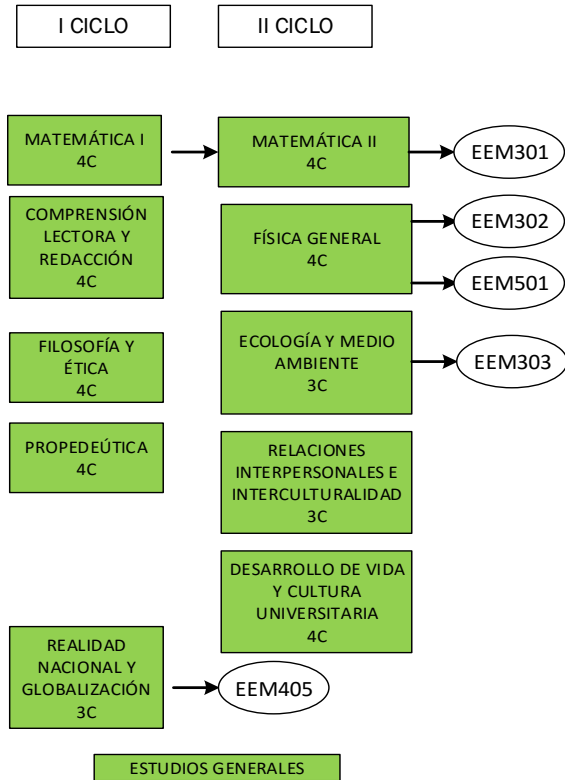 I CICLO
II CICLO
MATEMÁTICA I
4C
MATEMÁTICA II
4C
EEM301
COMPRENSIÓN
LECTORA Y
REDACCIÓN
4C
FÍSICA GENERAL
4C
EEM302
EEM501
FILOSOFÍA Y
ÉTICA
4C
ECOLOGÍA Y MEDIO
AMBIENTE
3C
EEM303
PROPEDEÚTICA
4C
RELACIONES
INTERPERSONALES E
INTERCULTURALIDAD
3C
DESARROLLO DE VIDA
Y CULTURA
UNIVERSITARIA
4C
REALIDAD
NACIONAL Y
GLOBALIZACIÓN
3C
EEM405
ESTUDIOS GENERALES